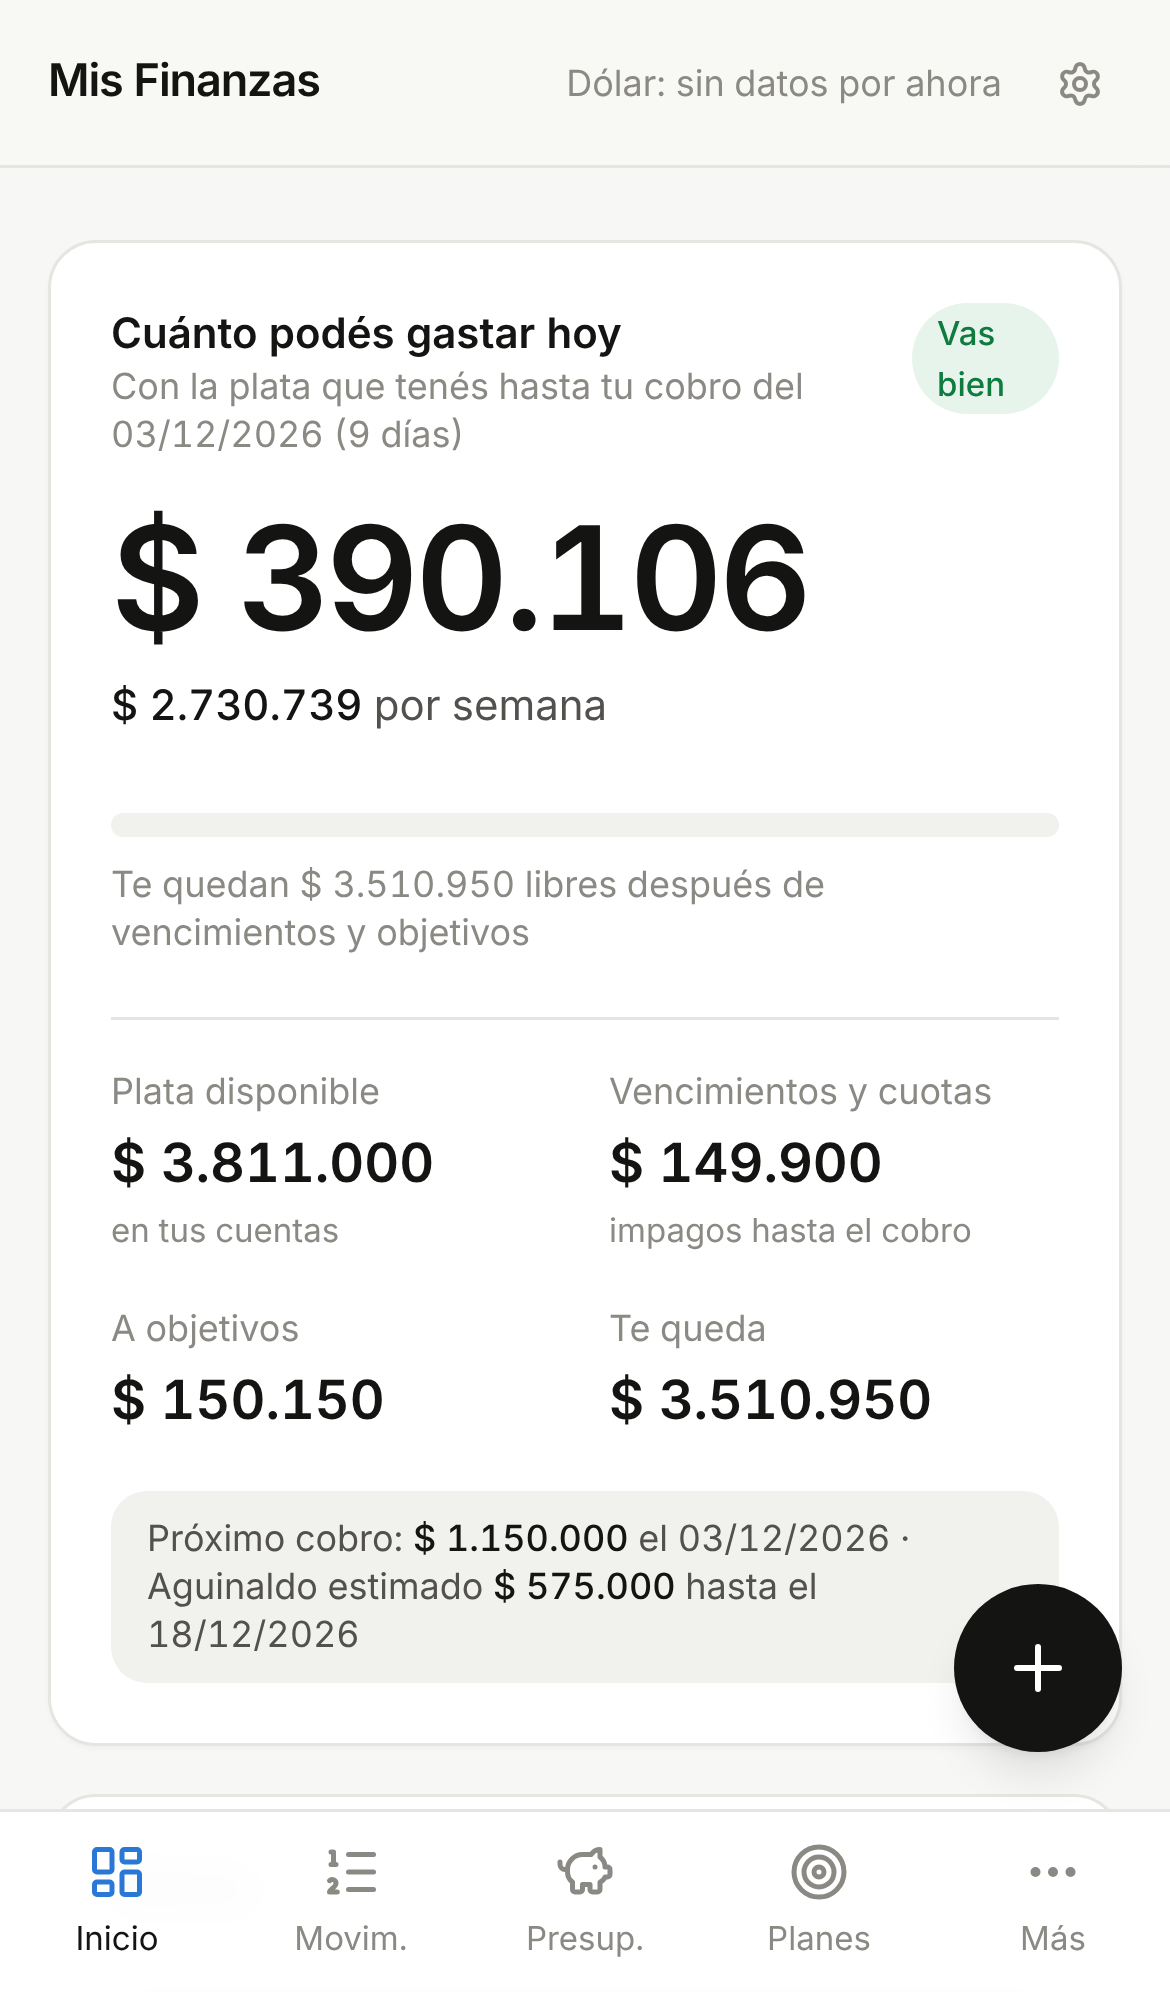 Mis Finanzas
Dólar: sin datos por ahora
Cuánto podés gastar hoy
Vas
bien
Con la plata que tenés hasta tu cobro del
03/12/2026 (9 días)
$ 390.106
$ 2.730.739 por semana
Te quedan $ 3.510.950 libres después de
vencimientos y objetivos
Plata disponible
$ 3.811.000
en tus cuentas
Vencimientos y cuotas
$ 149.900
impagos hasta el cobro
A objetivos
$ 150.150
Te queda
$ 3.510.950
Próximo cobro: $ 1.150.000 el 03/12/2026 ·
Aguinaldo estimado $ 575.000 hasta el
18/12/2026
Inicio
Movim.
Presup.
Planes
Más